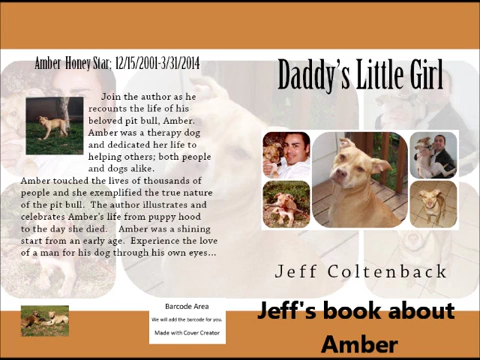 Amber Honey Star: 12/15/2001-3/31/2014
Join the author as he
recounts the life of his
beloved pit bull, Amber.
Amber was a therapy dog
and dedicated her life to
helping others; both people
and dogs alike.
Amber touched the lives of thousands of
people and she exemplified the true nature
of the pit bull. The author illustrates and
celebrates Amber's life from puppy hood
to the day she died. Amber was a shining
start from an early age. Experience the love
of a man for his dog through his own eyes...
Barcode Area
We will add the barcode for you.
Made with Cover Creator
Daddy's Little Girl
Jeff Coltenback
Jeff's book about
Amber